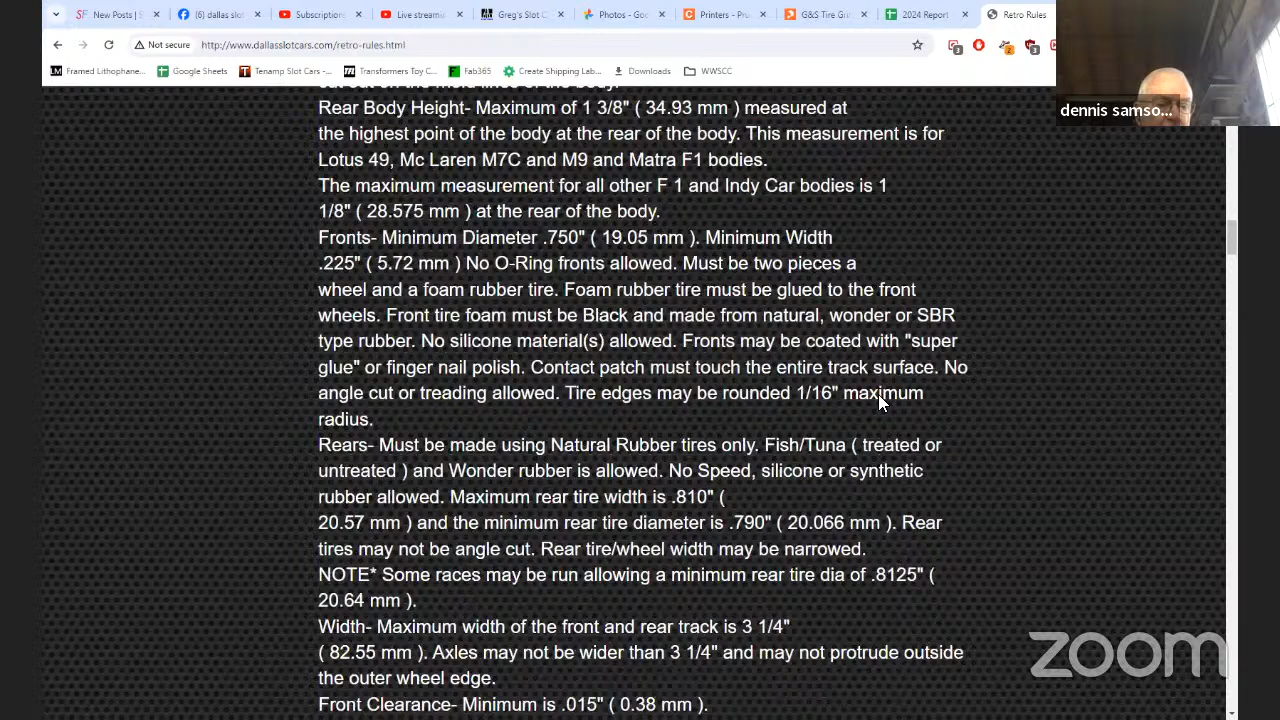 New Posts | S
(6) dallas slot
Subscriptions
Live streami
Greg's Slot C
Photos - Goo
Printers - Pru
G&S Tire Gri
2024 Report
Retro Rules
Not secure
http://www.dallasslotcars.com/retro-rules.html
Framed Lithophane...
Google Sheets
Tenamp Slot Cars -...
Transformers Toy C...
Fab365
Create Shipping Lab...
Downloads
WWSCC
dennis samso...
Rear Body Height- Maximum of 1 3/8" ( 34.93 mm ) measured at
the highest point of the body at the rear of the body. This measurement is for
Lotus 49, Mc Laren M7C and M9 and Matra F1 bodies.
The maximum measurement for all other F 1 and Indy Car bodies is 1
1/8" ( 28.575 mm ) at the rear of the body.
Fronts- Minimum Diameter .750" ( 19.05 mm ). Minimum Width
.225" ( 5.72 mm ) No O-Ring fronts allowed. Must be two pieces a
wheel and a foam rubber tire. Foam rubber tire must be glued to the front
wheels. Front tire foam must be Black and made from natural, wonder or SBR
type rubber. No silicone material(s) allowed. Fronts may be coated with "super
glue" or finger nail polish. Contact patch must touch the entire track surface. No
angle cut or treading allowed. Tire edges may be rounded 1/16" maximum
radius.
Rears- Must be made using Natural Rubber tires only. Fish/Tuna ( treated or
untreated ) and Wonder rubber is allowed. No Speed, silicone or synthetic
rubber allowed. Maximum rear tire width is .810" (
20.57 mm ) and the minimum rear tire diameter is .790" ( 20.066 mm ). Rear
tires may not be angle cut. Rear tire/wheel width may be narrowed.
NOTE* Some races may be run allowing a minimum rear tire dia of .8125" (
20.64 mm ).
Width- Maximum width of the front and rear track is 3 1/4"
( 82.55 mm ). Axles may not be wider than 3 1/4" and may not protrude outside
the outer wheel edge.
Front Clearance- Minimum is .015" ( 0.38 mm ).
zoom